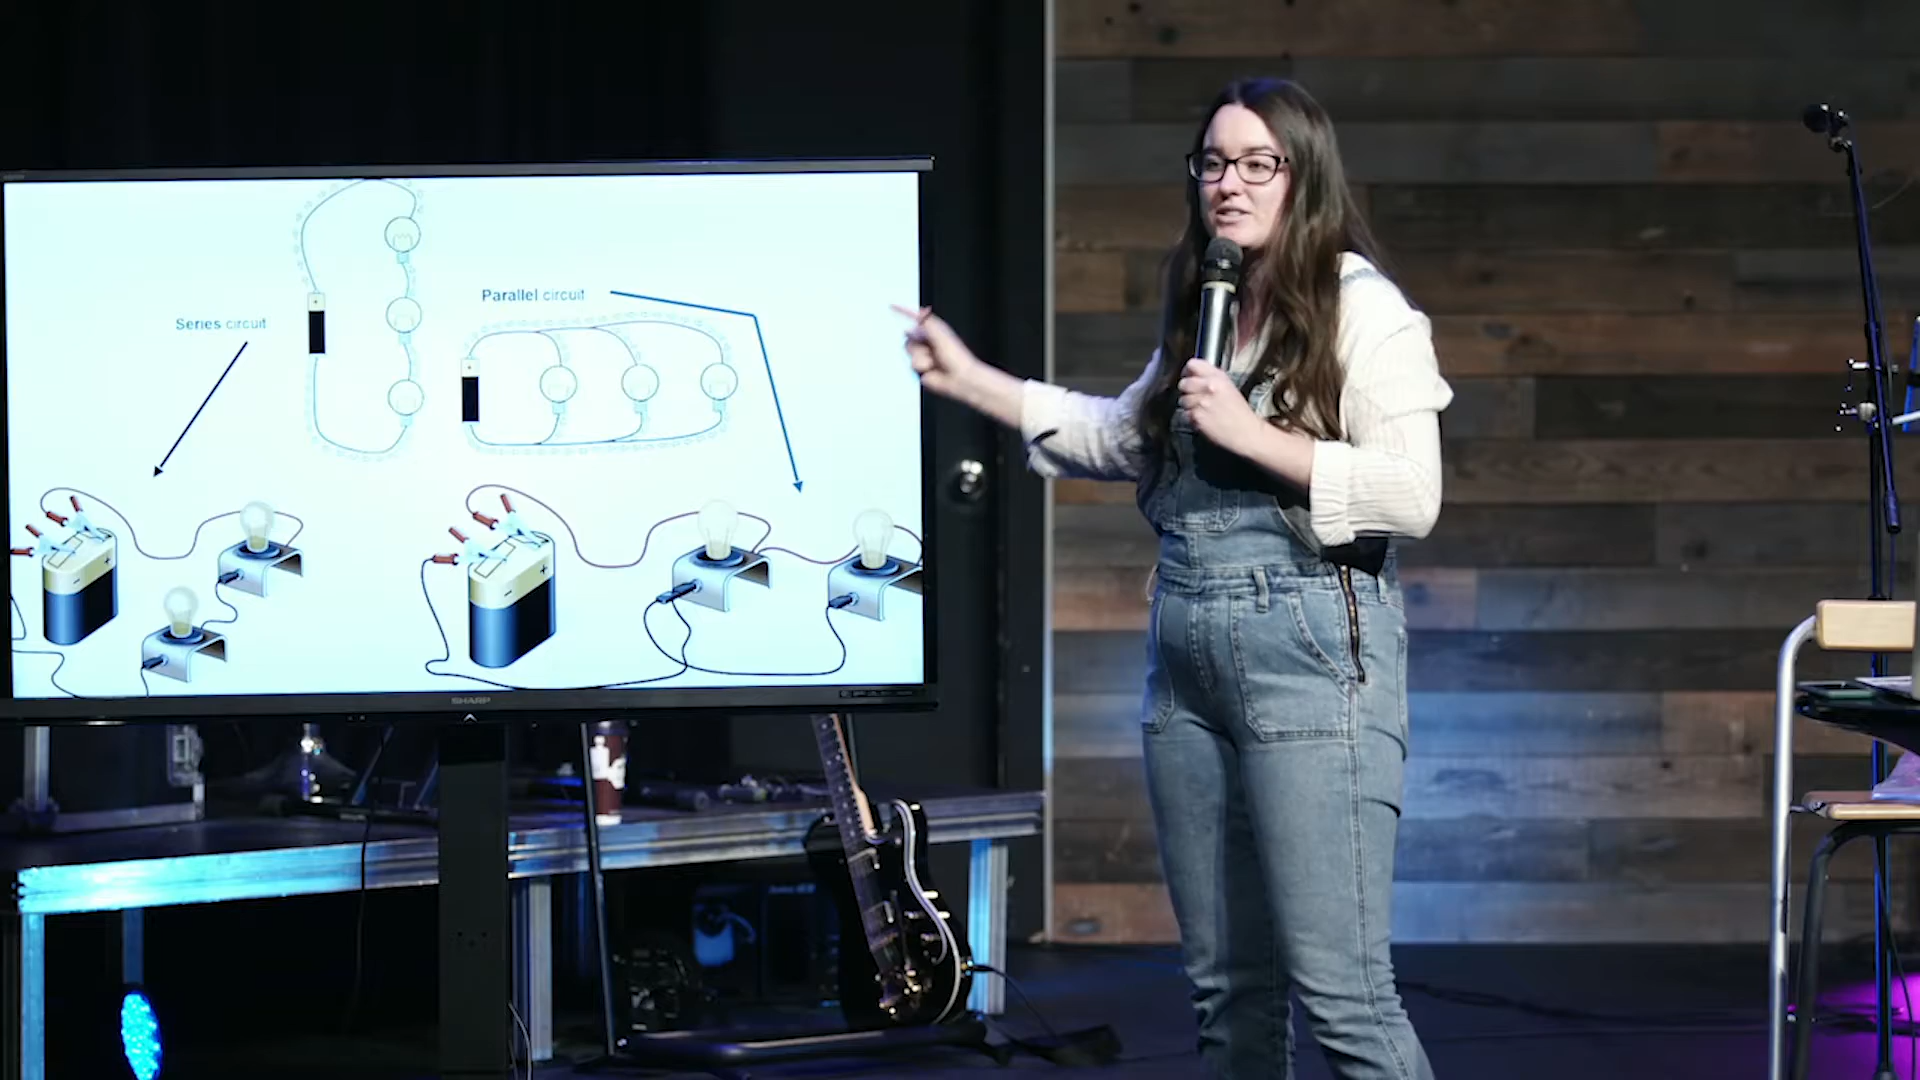 Series circuit
Parallel circuit
+
-
+
-
SHARP